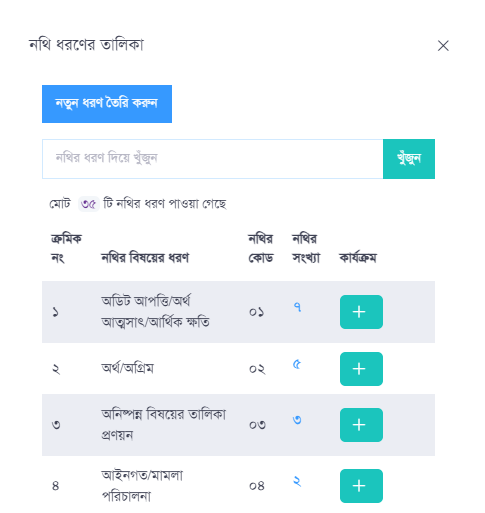 নথি ধরণের তালিকা
নতুন ধরণ তৈরি করুন
নথির ধরণ দিয়ে খুঁজুন
খুঁজুন
মোট ৩৫ টি নথির ধরণ পাওয়া গেছে
ক্রমিক নং
নথির বিষয়ের ধরণ
নথির কোড
নথির সংখ্যা
কার্যক্রম
১
অডিট আপত্তি/অর্থ
আত্মসাৎ/আর্থিক ক্ষতি
০১
৭
২
অর্থ/অগ্রিম
০২
৫
৩
অনিষ্পন্ন বিষয়ের তালিকা
প্রণয়ন
০৩
৩
৪
আইনগত/মামলা
পরিচালনা
০৪
২